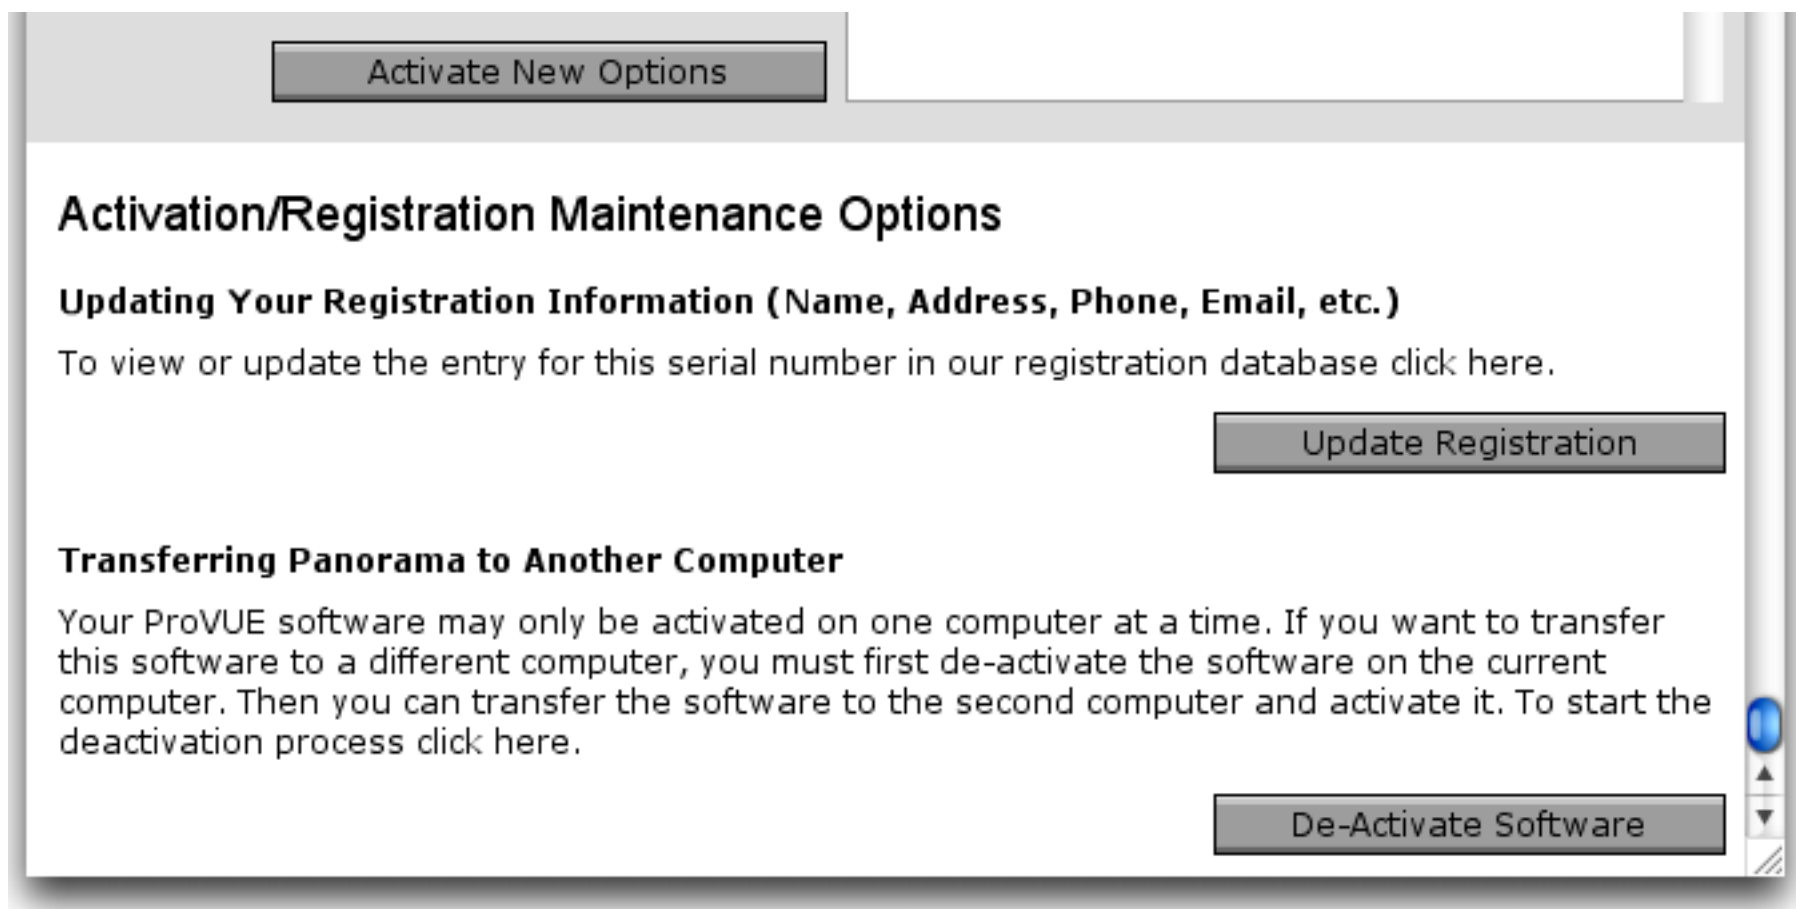 Activate New Options
Activation/Registration Maintenance Options
Updating Your Registration Information (Name, Address, Phone, Email, etc.)
To view or update the entry for this serial number in our registration database click here.
Update Registration
Transferring Panorama to Another Computer
Your ProVUE software may only be activated on one computer at a time. If you want to transfer
this software to a different computer, you must first de-activate the software on the current
computer. Then you can transfer the software to the second computer and activate it. To start the
deactivation process click here.
De-Activate Software